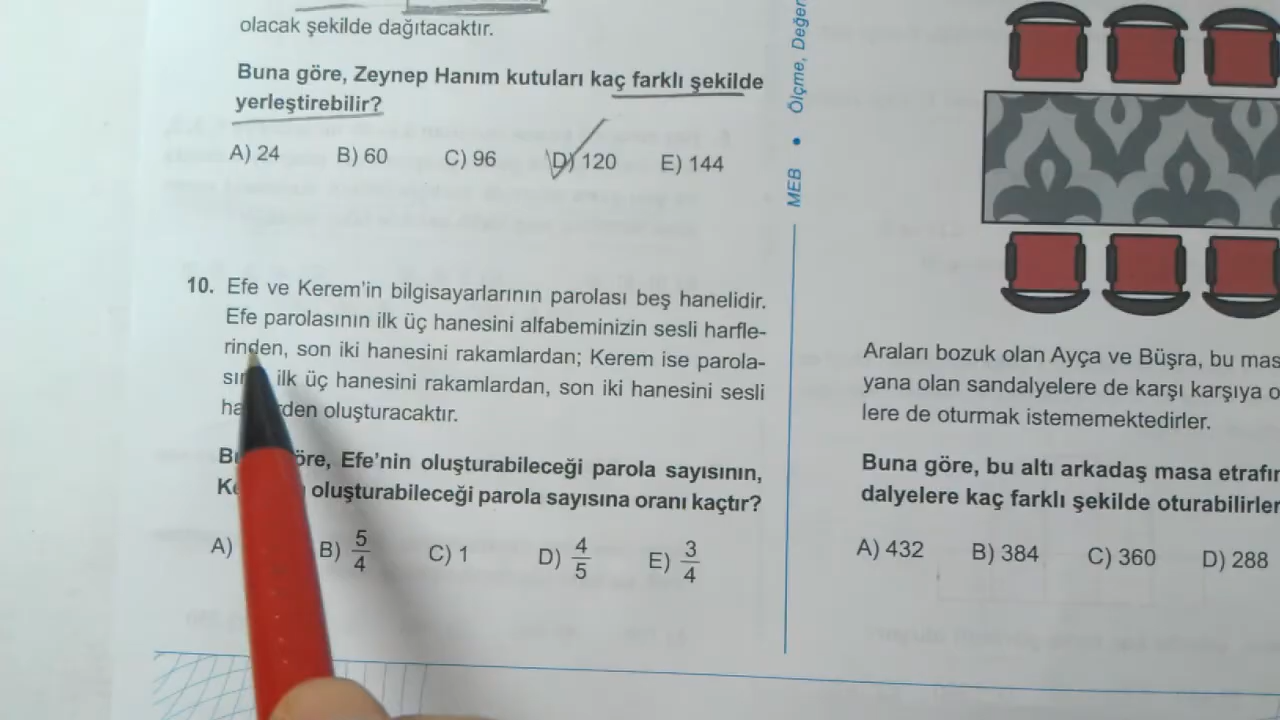 olacak şekilde dağıtacaktır.
Buna göre, Zeynep Hanım kutuları kaç farklı şekilde
yerleştirebilir?
A) 24 B) 60 C) 96 D) 120 E) 144
10. Efe ve Kerem'in bilgisayarlarının parolası beş hanelidir.
Efe parolasının ilk üç hanesini alfabeminizin sesli harfle-
rinden, son iki hanesini rakamlardan; Kerem ise parola-
ilk üç hanesini rakamlardan, son iki hanesini sesli
oluşturacaktır.
Efe'nin oluşturabileceği parola sayısının,
oluşturabileceği parola sayısına oranı kaçtır?
A) B) 5/4 C) 1 D) 4/5 E) 3/4
MEB • Ölçme, Değer
Araları bozuk olan Ayça ve Büşra, bu mas
yana olan sandalyelere de karşı karşıya o
lere de oturmak istememektedirler.
Buna göre, bu altı arkadaş masa etrafın
dalyelere kaç farklı şekilde oturabilirler
A) 432 B) 384 C) 360 D) 288